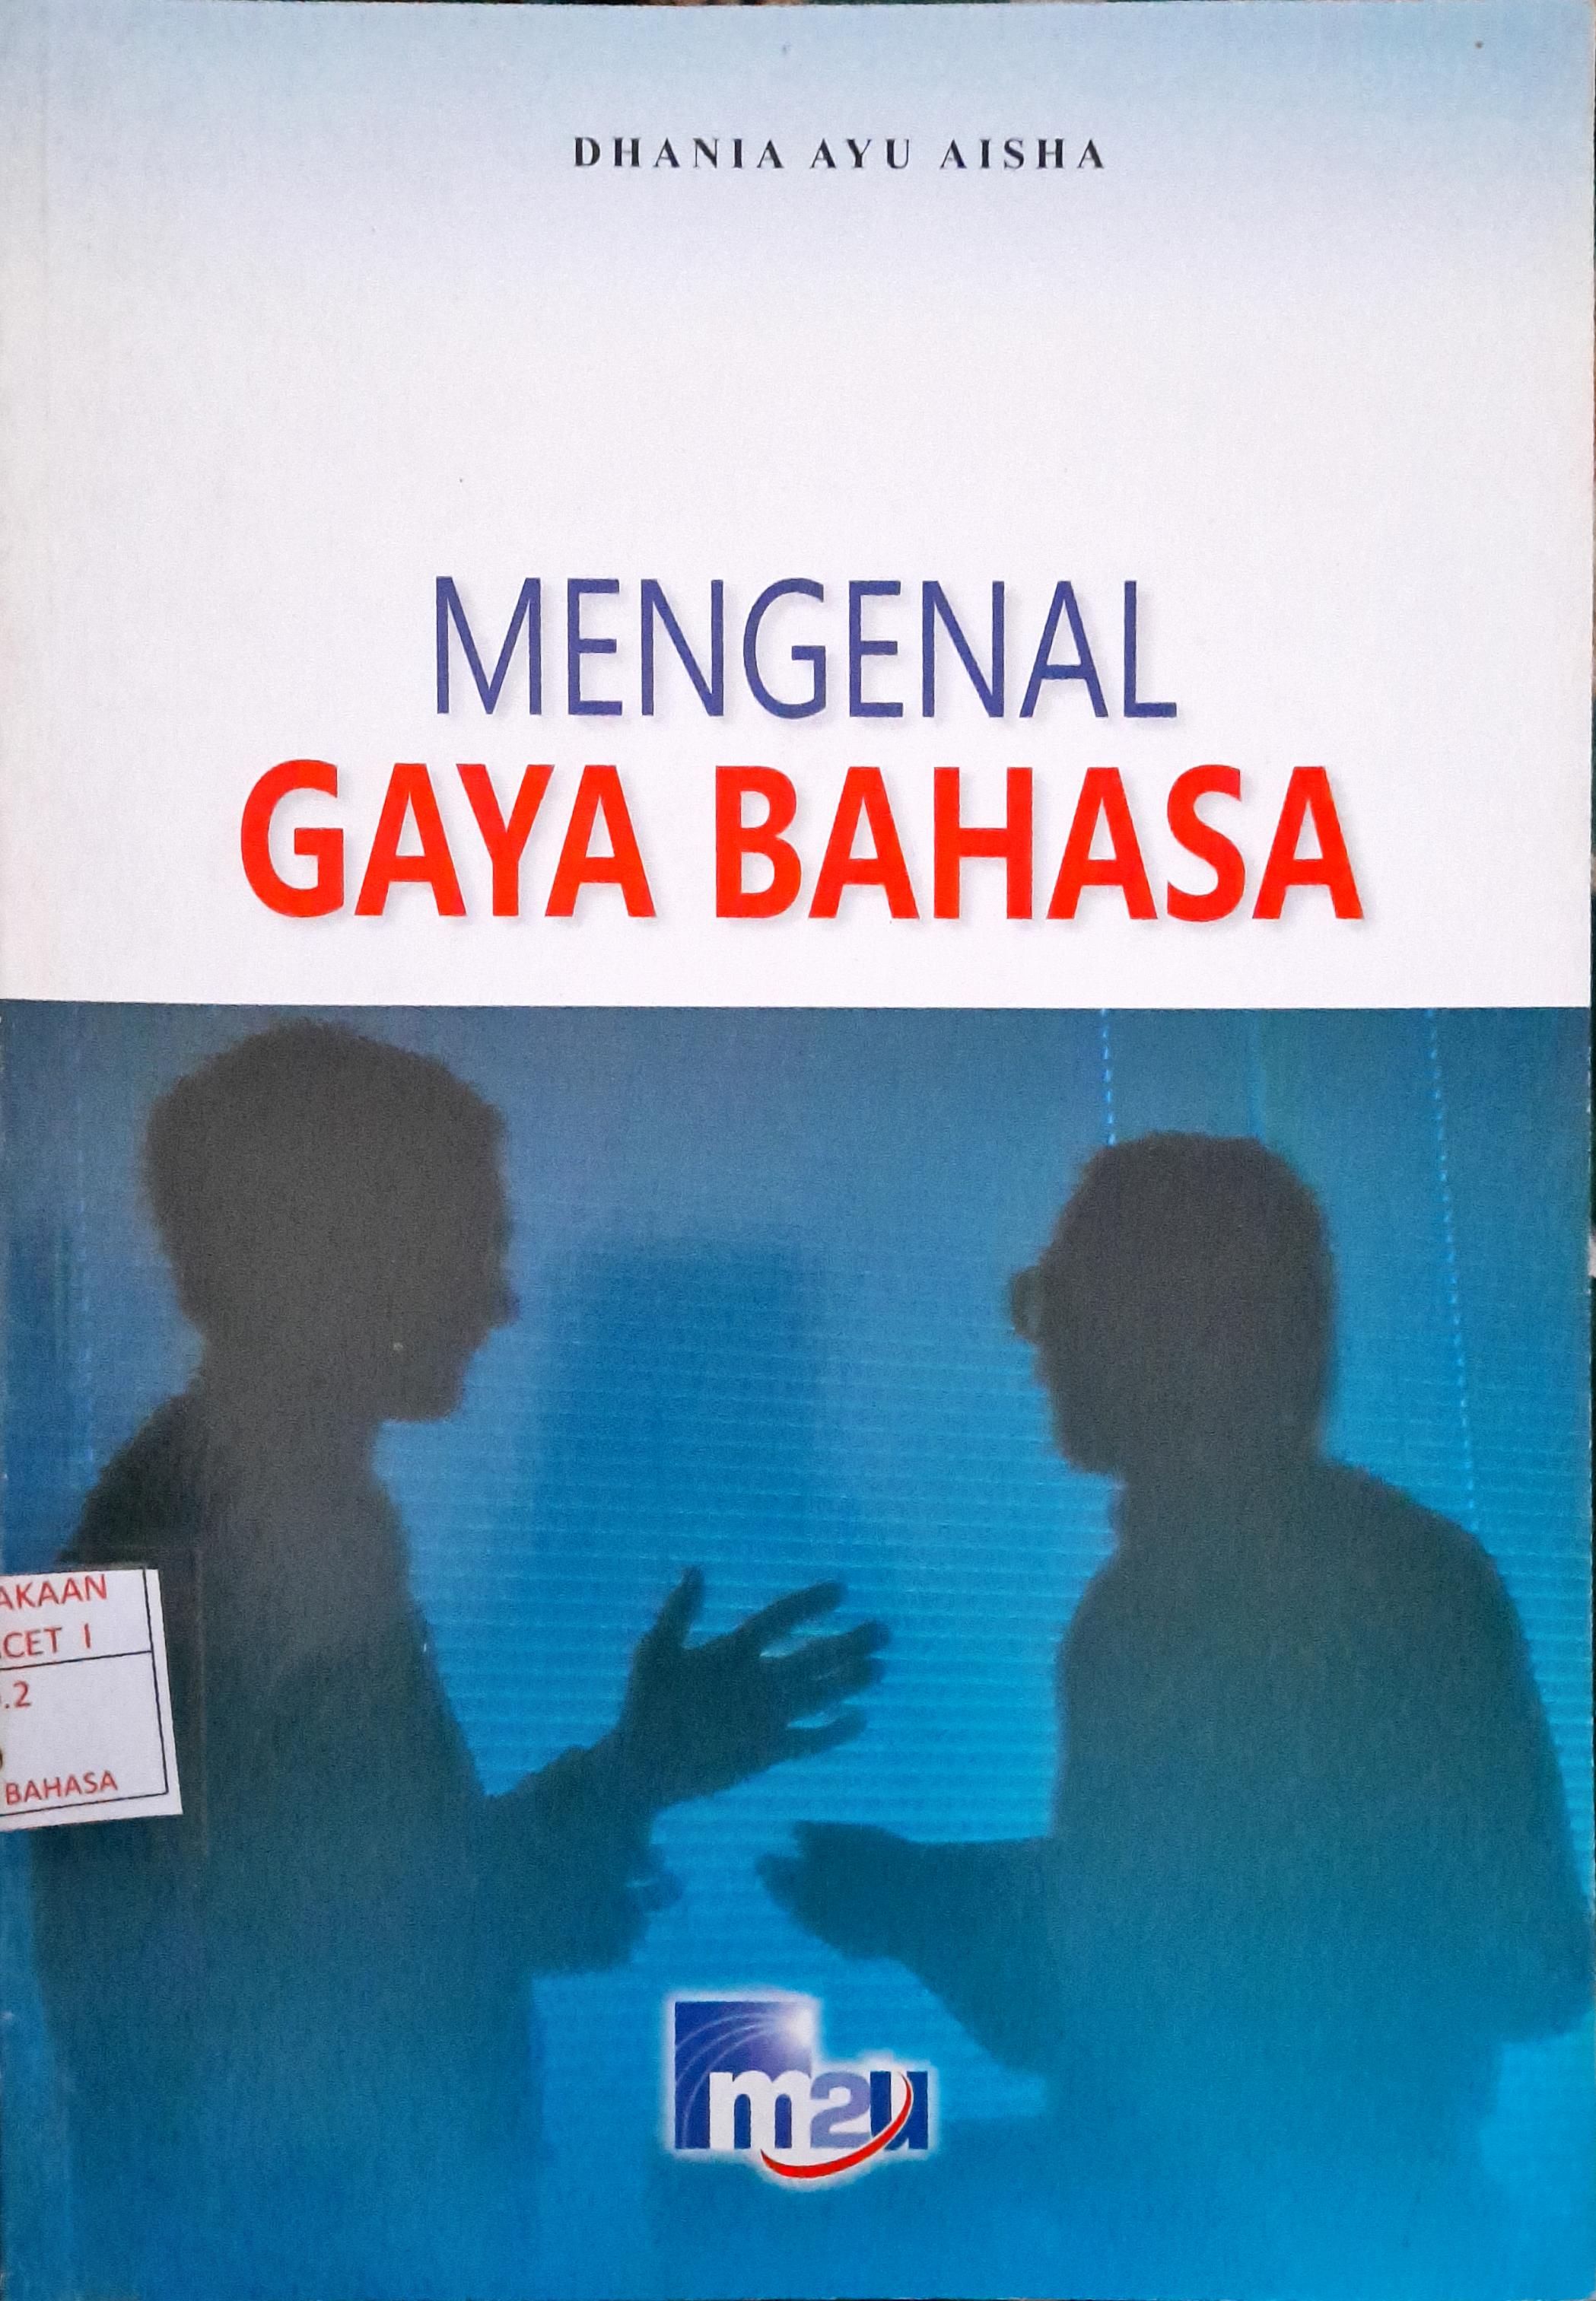 DHANIA AYU AISHA
MENGENAL
GAYA BAHASA
AKAAN
CET I
.2
BAHASA
m2u